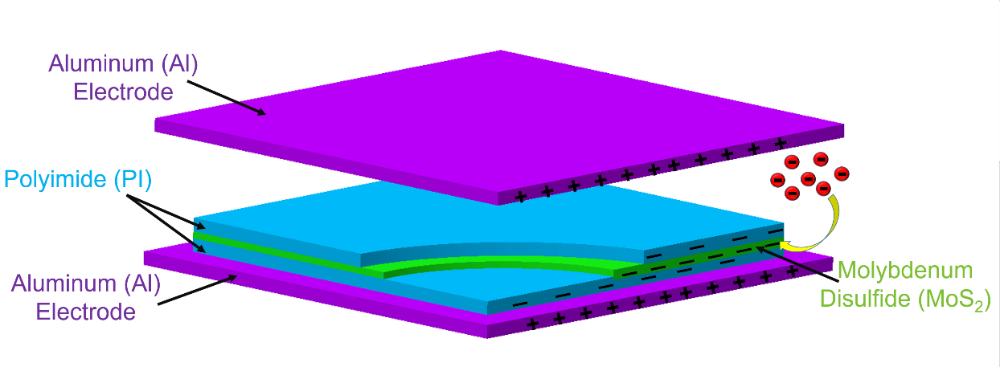 Aluminum (Al)
Electrode
Polyimide (PI)
Aluminum (Al)
Electrode
Molybdenum
Disulfide (MoS₂)